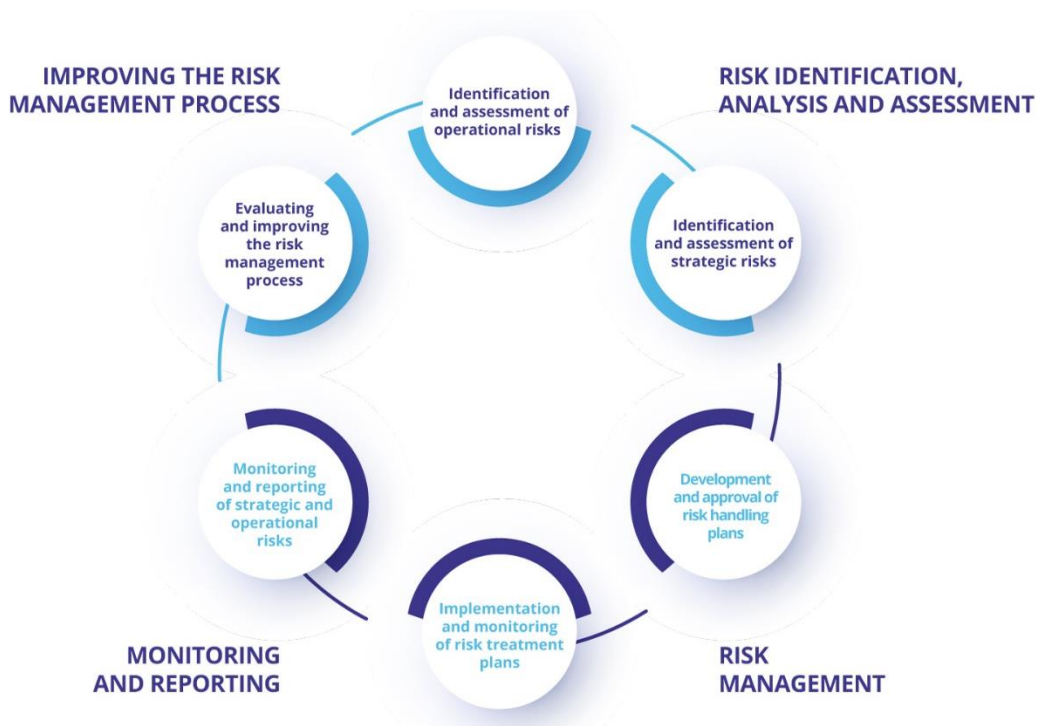 IMPROVING THE RISK
MANAGEMENT PROCESS
Identification
and assessment of
operational risks
RISK IDENTIFICATION,
ANALYSIS AND ASSESSMENT
Evaluating
and improving
the risk
management
process
Identification
and assessment of
strategic risks
Monitoring
and reporting
of strategic and
operational
risks
Development
and approval of
risk handling
plans
Implementation
and monitoring
of risk treatment
plans
MONITORING
AND REPORTING
RISK
MANAGEMENT